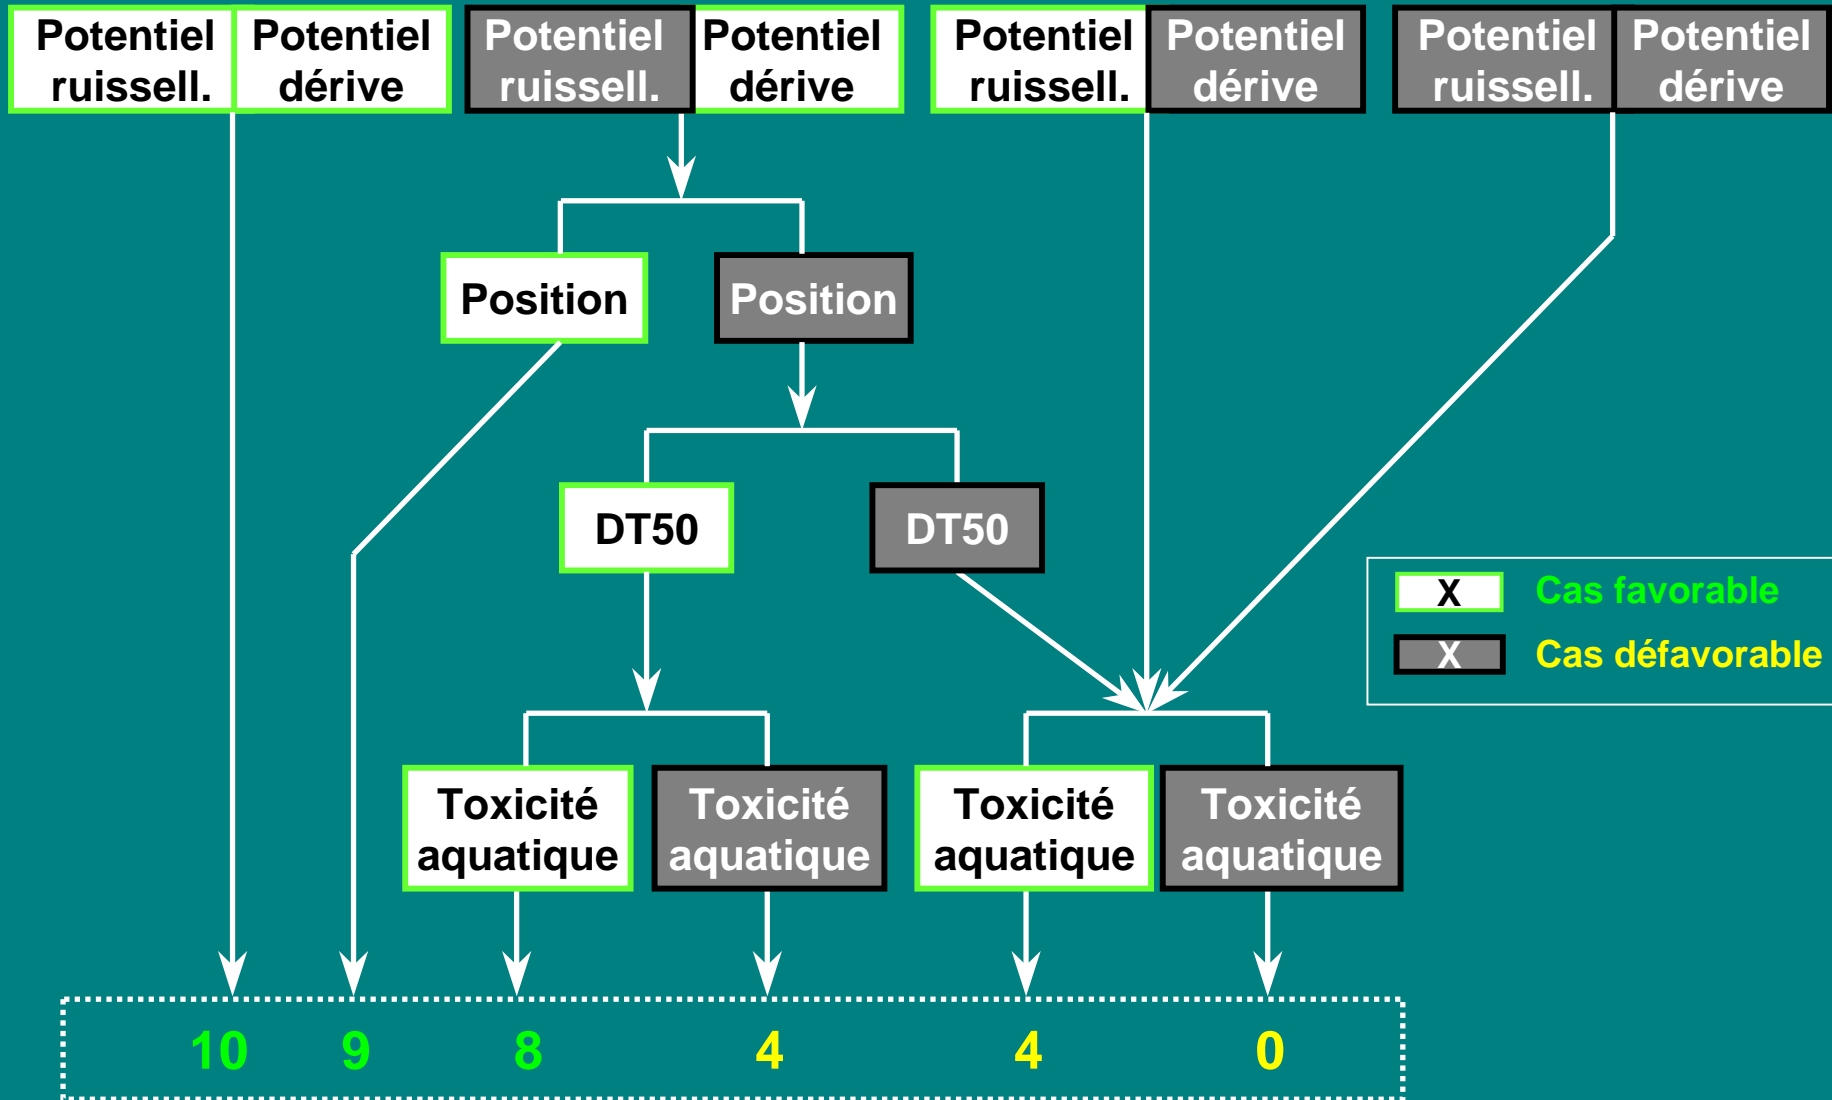 Potentiel ruissell.
Potentiel dérive
Potentiel ruissell.
Potentiel dérive
Potentiel ruissell.
Potentiel dérive
Potentiel ruissell.
Potentiel dérive
Position
Position
DT50
DT50
X Cas favorable
X Cas défavorable
Toxicité
aquatique
Toxicité
aquatique
Toxicité
aquatique
Toxicité
aquatique
10 9 8 4 4 0